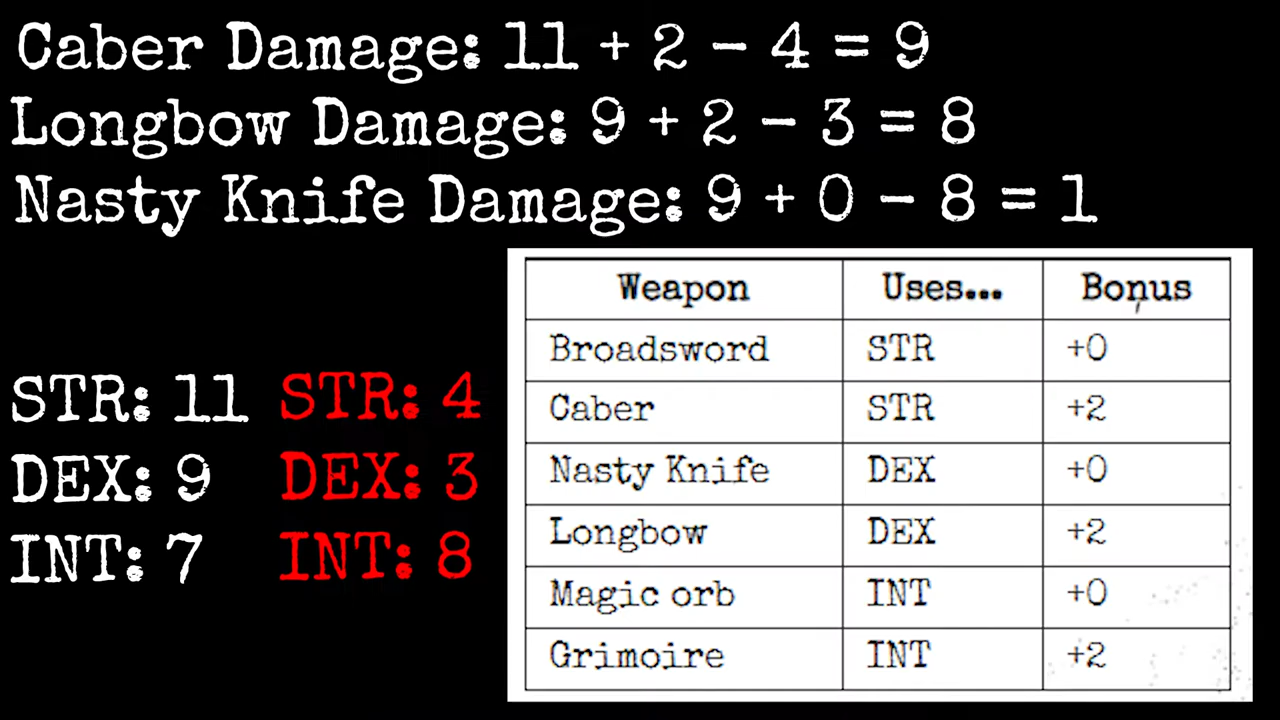 Caber Damage: 11 + 2 - 4 = 9
Longbow Damage: 9 + 2 - 3 = 8
Nasty Knife Damage: 9 + 0 - 8 = 1
STR: 11 STR: 4
DEX: 9 DEX: 3
INT: 7 INT: 8
Weapon Uses... Bonus
Broadsword STR +0
Caber STR +2
Nasty Knife DEX +0
Longbow DEX +2
Magic orb INT +0
Grimoire INT +2